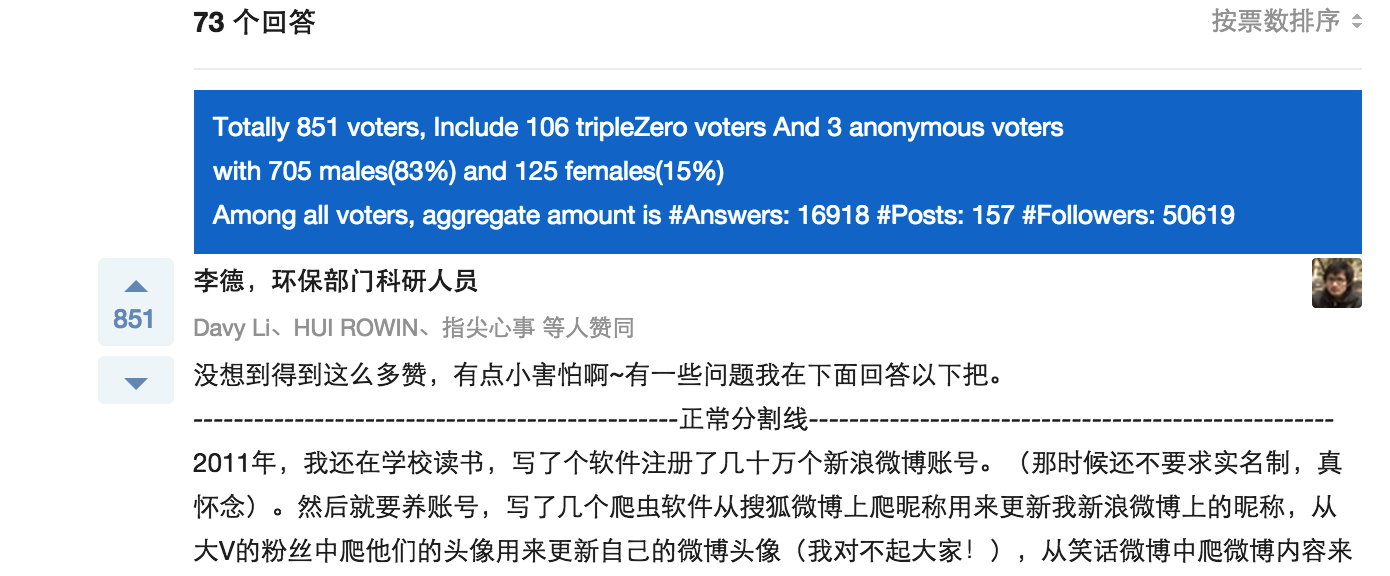 73 个回答
按票数排序
Totally 851 voters, Include 106 tripleZero voters And 3 anonymous voters
with 705 males(83%) and 125 females(15%)
Among all voters, aggregate amount is #Answers: 16918 #Posts: 157 #Followers: 50619
851
李德，环保部门科研人员
Davy Li、HUI ROWIN、指尖心事 等人赞同
没想到得到这么多赞，有点小害怕啊~有一些问题我在下面回答以下把。
------------------------------------------------正常分割线----------------------------------------------------
2011年，我还在学校读书，写了个软件注册了几十万个新浪微博账号。（那时候还不要求实名制，真
怀念）。然后就要养账号，写了几个爬虫软件从搜狐微博上爬昵称用来更新我新浪微博上的昵称，从
大V的粉丝中爬他们的头像用来更新自己的微博头像（我对不起大家！），从笑话微博中爬微博内容来